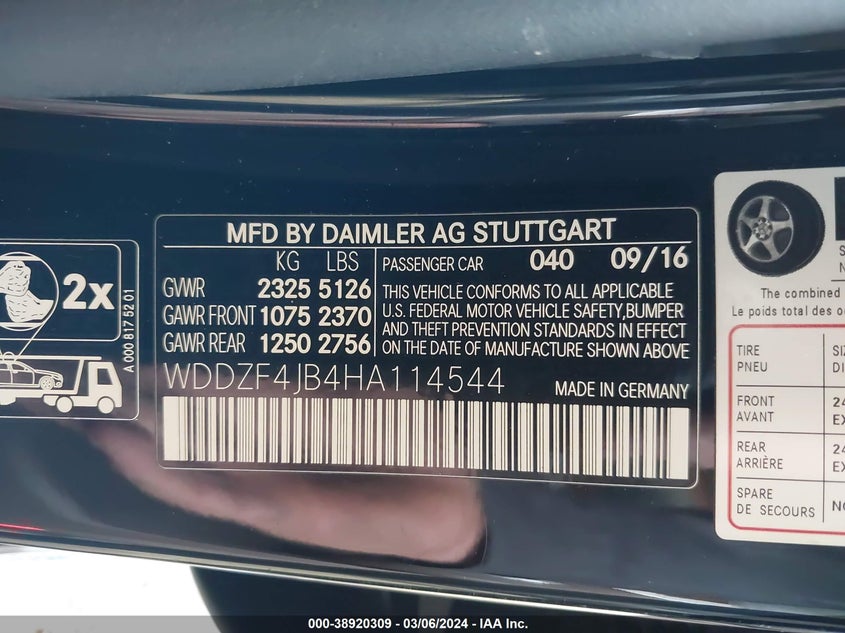 2x
A 000 817 52 01
MFD BY DAIMLER AG STUTTGART
KG LBS
GVWR 2325 5126
GAWR FRONT 1075 2370
GAWR REAR 1250 2756
PASSENGER CAR 040 09/16
THIS VEHICLE CONFORMS TO ALL APPLICABLE
U.S. FEDERAL MOTOR VEHICLE SAFETY,BUMPER
AND THEFT PREVENTION STANDARDS IN EFFECT
ON THE DATE OF MANUFACTURE SHOWN ABOVE
WDDZF4JB4HA114544
MADE IN GERMANY
The combined
Le poids total des
TIRE
PNEU
FRONT
AVANT
REAR
ARRIÈRE
SPARE
DE SECOURS
000-38920309 - 03/06/2024 - IAA Inc.